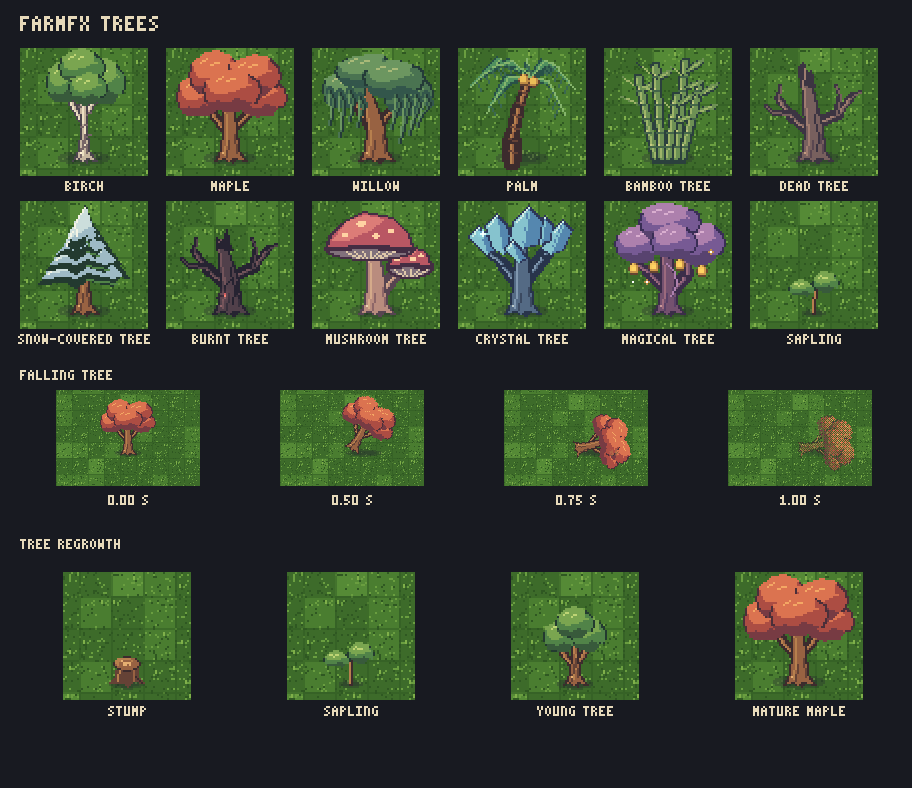 FARMFX TREES
BIRCH
MAPLE
WILLOW
PALM
BAMBOO TREE
DEAD TREE
SNOW-COVERED TREE
BURNT TREE
MUSHROOM TREE
CRYSTAL TREE
MAGICAL TREE
SAPLING
FALLING TREE
0.00 S
0.50 S
0.75 S
1.00 S
TREE REGROWTH
STUMP
SAPLING
YOUNG TREE
MATURE MAPLE